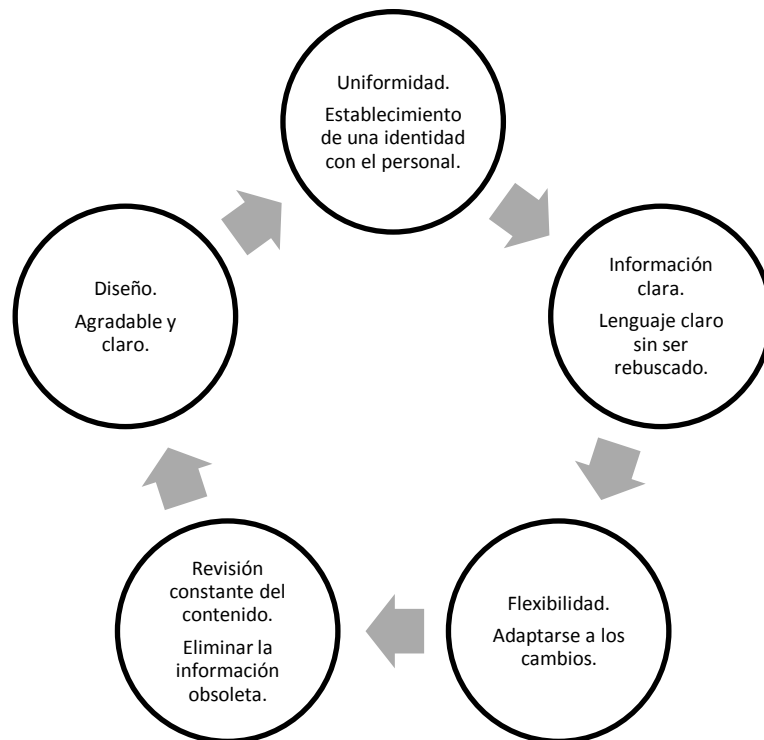 Uniformidad.
Establecimiento
de una identidad
con el personal.
Información
clara.
Lenguaje claro
sin ser
rebuscado.
Flexibilidad.
Adaptarse a los
cambios.
Revisión
constante del
contenido.
Eliminar la
información
obsoleta.
Diseño.
Agradable y
claro.